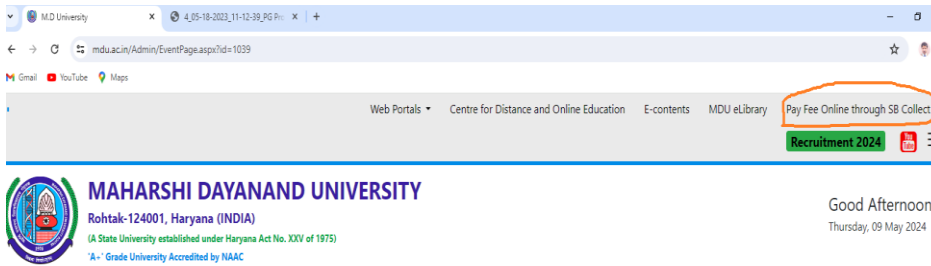 M.D University
4_05-18-2023_11-12-39_PG Pro
mdu.ac.in/Admin/EventPage.aspx?id=1039
Gmail YouTube Maps
Web Portals Centre for Distance and Online Education E-contents MDU eLibrary Pay Fee Online through SB Collect
Recruitment 2024 You Tube
MAHARSHI DAYANAND UNIVERSITY
Rohtak-124001, Haryana (INDIA)
(A State University established under Haryana Act No. XXV of 1975)
'A+' Grade University Accredited by NAAC
Good Afternoon
Thursday, 09 May 2024